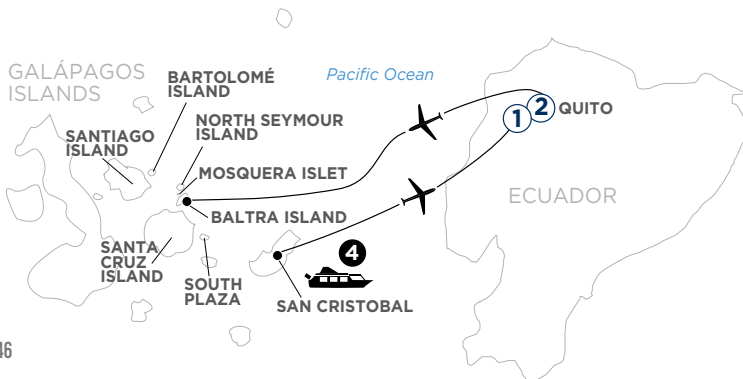 GALÁPAGOS
ISLANDS
BARTOLOMÉ
ISLAND
Pacific Ocean
NORTH SEYMOUR
ISLAND
SANTIAGO
ISLAND
MOSQUERA ISLET
BALTRA ISLAND
1
2
QUITO
ECUADOR
SANTA
CRUZ
ISLAND
SOUTH
PLAZA
4
SAN CRISTOBAL
46